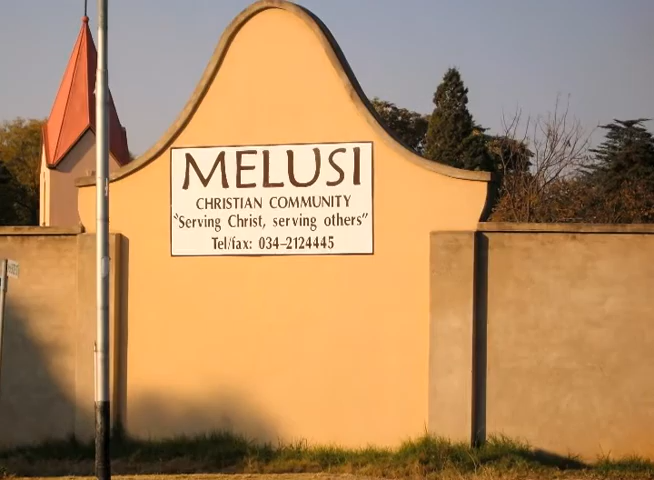 MELUSI
CHRISTIAN COMMUNITY
"Serving Christ, serving others"
Tel/fax: 034-2124445